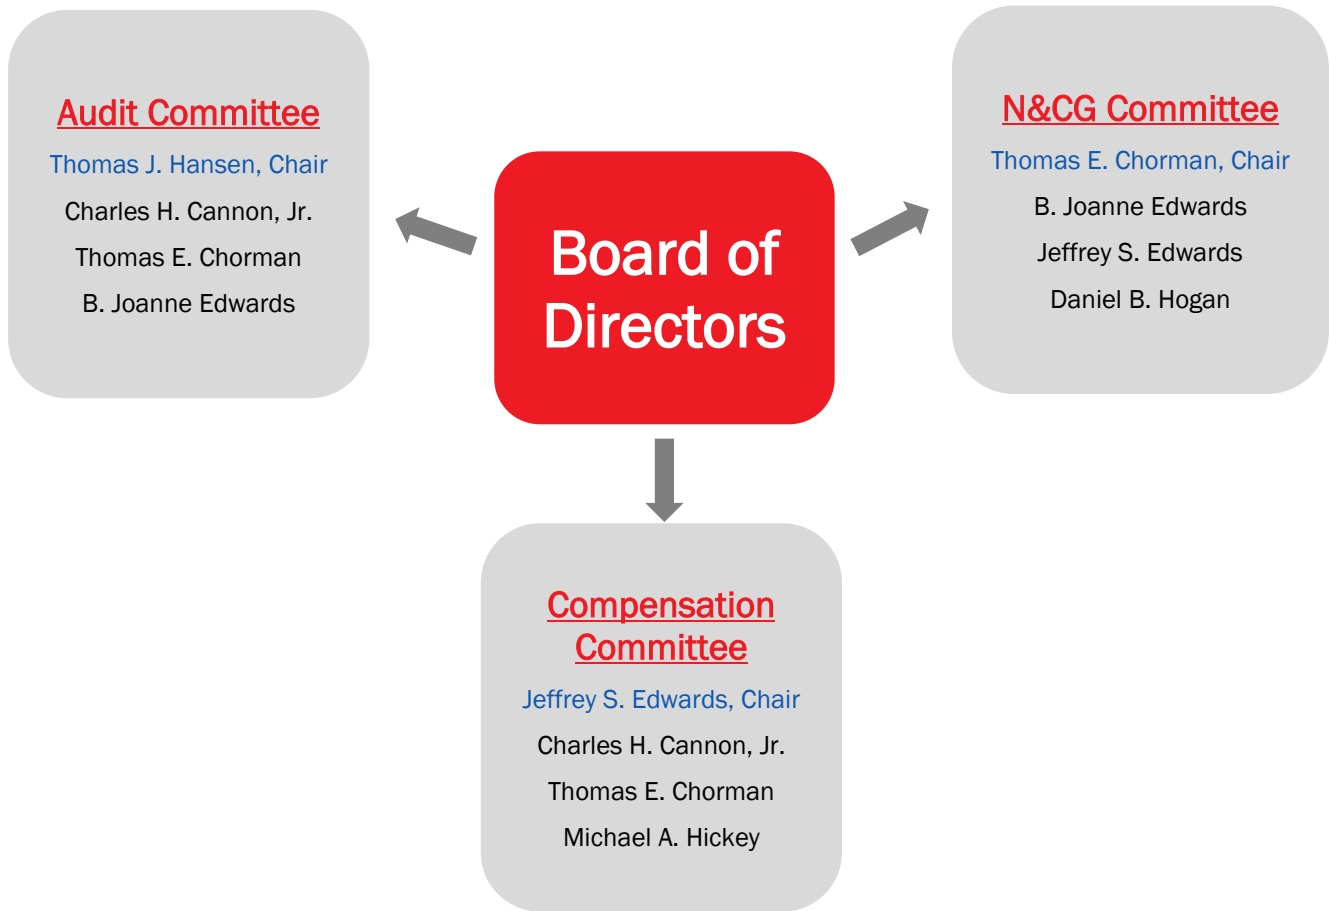 Audit Committee
Thomas J. Hansen, Chair
Charles H. Cannon, Jr.
Thomas E. Chorman
B. Joanne Edwards
Board of
Directors
N&CG Committee
Thomas E. Chorman, Chair
B. Joanne Edwards
Jeffrey S. Edwards
Daniel B. Hogan
Compensation
Committee
Jeffrey S. Edwards, Chair
Charles H. Cannon, Jr.
Thomas E. Chorman
Michael A. Hickey